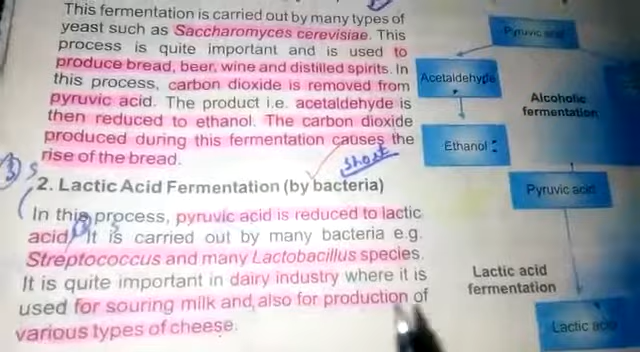 This fermentation is carried out by many types of
yeast such as Saccharomyces cerevisiae. This
process is quite important and is used to
produce bread, beer, wine and distilled spirits. In
this process, carbon dioxide is removed from
pyruvic acid. The product i.e. acetaldehyde is
then reduced to ethanol. The carbon dioxide
produced during this fermentation causes the
rise of the bread.
short
2. Lactic Acid Fermentation (by bacteria)
In this process, pyruvic acid is reduced to lactic
acid. It is carried out by many bacteria e.g.
Streptococcus and many Lactobacillus species.
It is quite important in dairy industry where it is
used for souring milk and also for production of
various types of cheese.
Pyruvic acid
Acetaldehyde
Alcoholic
fermentation
Ethanol
Pyruvic acid
Lactic acid
fermentation
Lactic acid